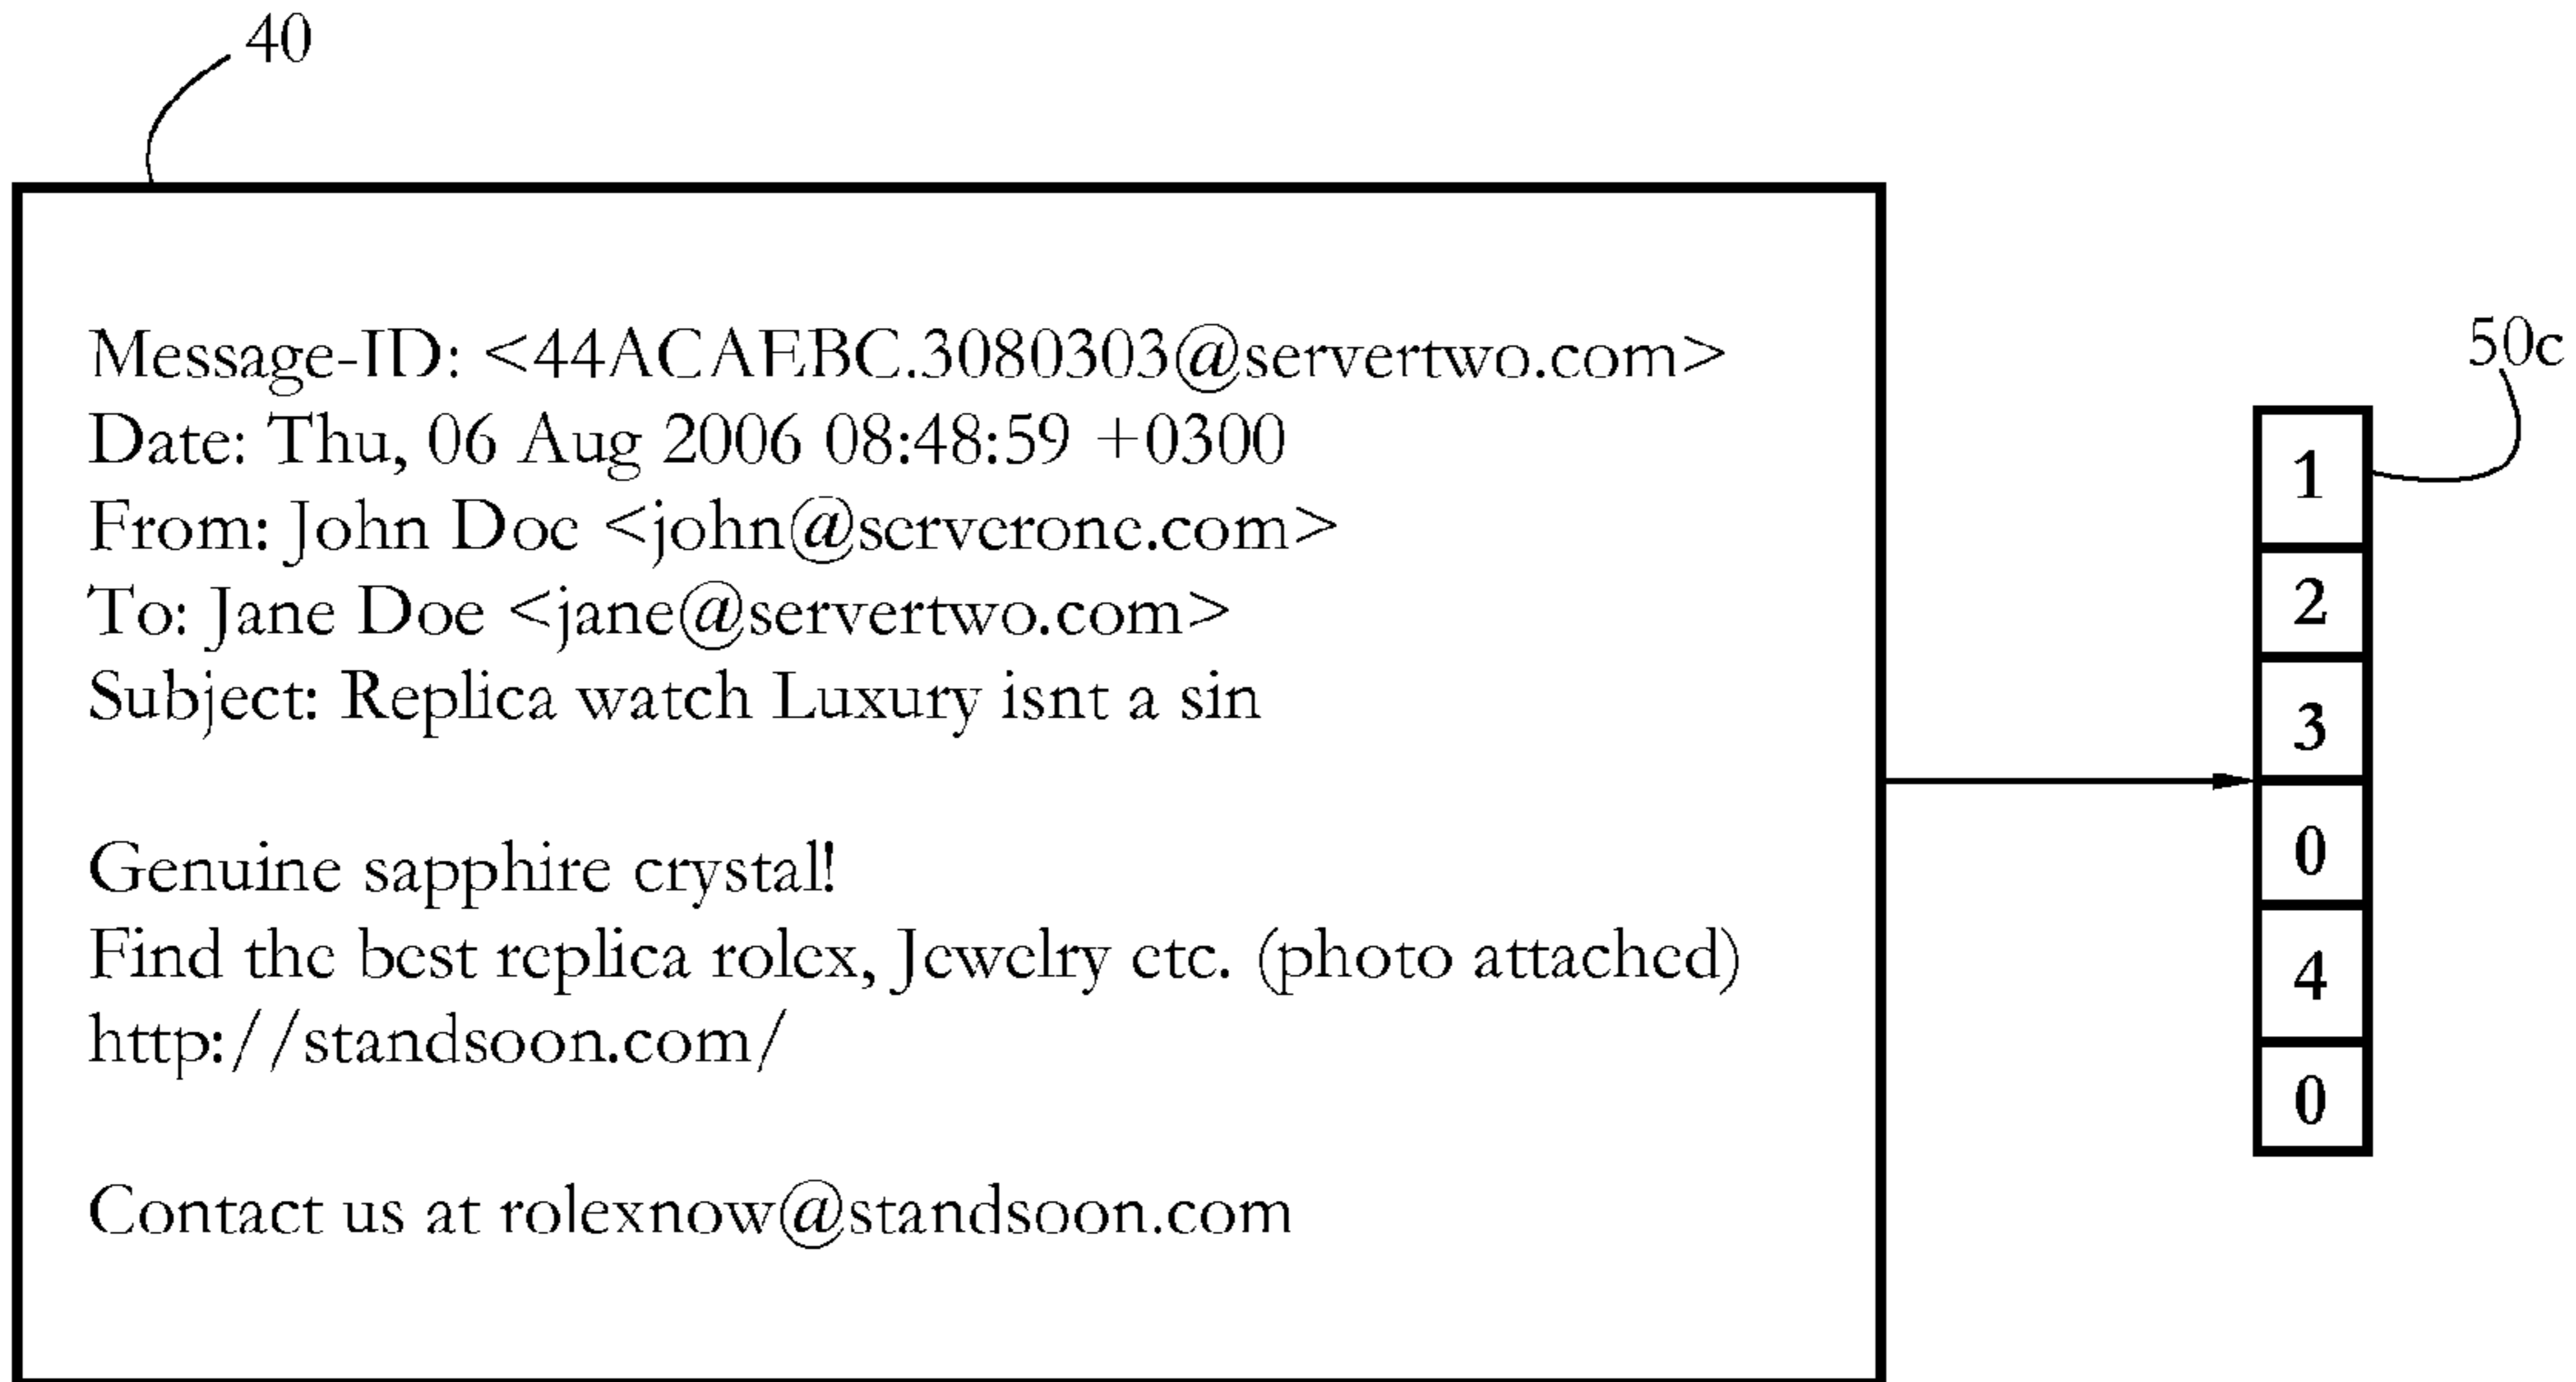 40
Message-ID: <44ACAEBC.3080303@servertwo.com>
Date: Thu, 06 Aug 2006 08:48:59 +0300
From: John Doe <john@serverone.com>
To: Jane Doe <jane@servertwo.com>
Subject: Replica watch Luxury isnt a sin
Genuine sapphire crystal!
Find the best replica rolex, Jewelry etc. (photo attached)
http://standsoon.com/
Contact us at rolexnow@standsoon.com
50c
1
2
3
0
4
0